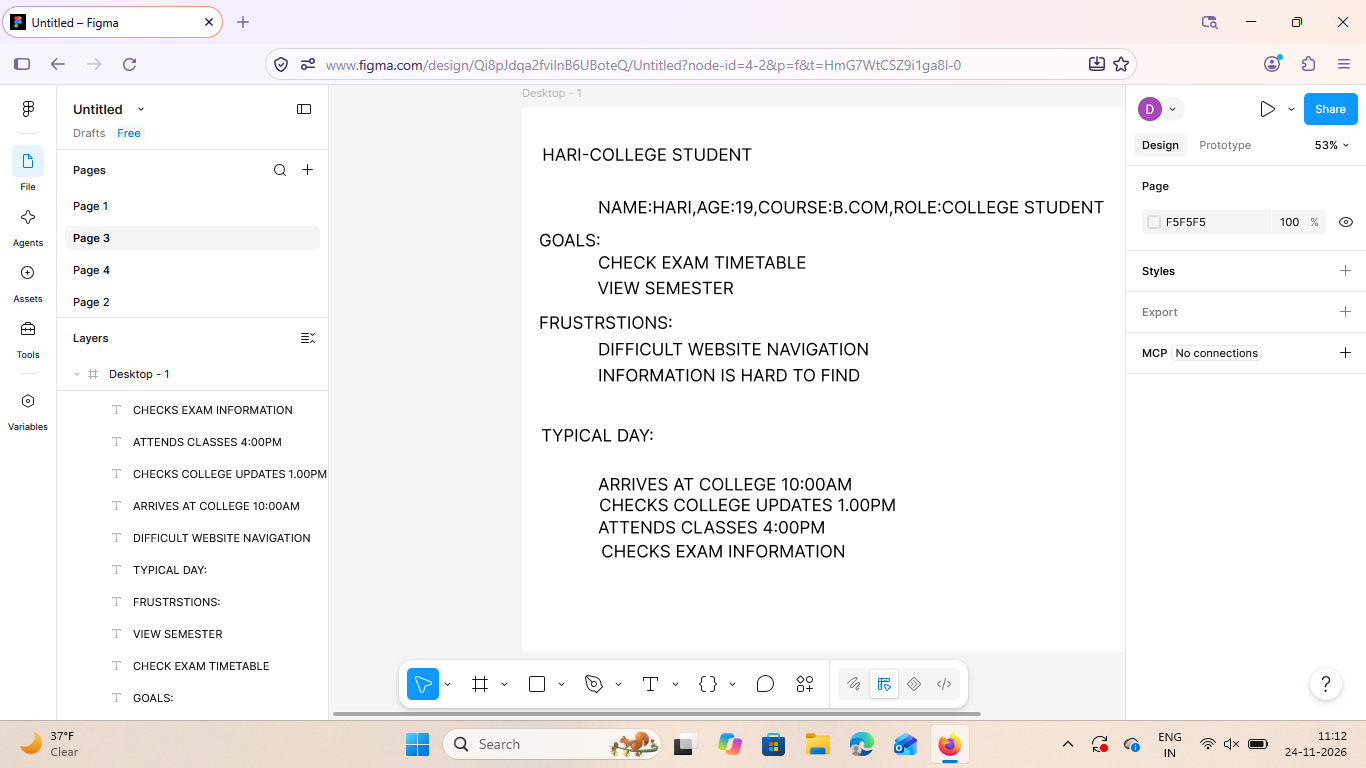 Untitled – Figma
www.figma.com/design/Qi8pJdqa2fvilnB6UBoteQ/Untitled?node-id=4-2&p=f&t=HmG7WtCSZ9i1ga8I-0
File
Agents
Assets
Tools
Variables
Untitled
Drafts Free
Pages
Page 1
Page 3
Page 4
Page 2
Layers
Desktop - 1
CHECKS EXAM INFORMATION
ATTENDS CLASSES 4:00PM
CHECKS COLLEGE UPDATES 1.00PM
ARRIVES AT COLLEGE 10:00AM
DIFFICULT WEBSITE NAVIGATION
TYPICAL DAY:
FRUSTRSTIONS:
VIEW SEMESTER
CHECK EXAM TIMETABLE
GOALS:
Desktop - 1
HARI-COLLEGE STUDENT
NAME:HARI,AGE:19,COURSE:B.COM,ROLE:COLLEGE STUDENT
GOALS:
CHECK EXAM TIMETABLE
VIEW SEMESTER
FRUSTRSTIONS:
DIFFICULT WEBSITE NAVIGATION
INFORMATION IS HARD TO FIND
TYPICAL DAY:
ARRIVES AT COLLEGE 10:00AM
CHECKS COLLEGE UPDATES 1.00PM
ATTENDS CLASSES 4:00PM
CHECKS EXAM INFORMATION
D
Share
Design Prototype 53%
Page
F5F5F5 100 %
Styles
Export
MCP No connections
?
37°F
Clear
Search
ENG
IN
11:12
24-11-2026